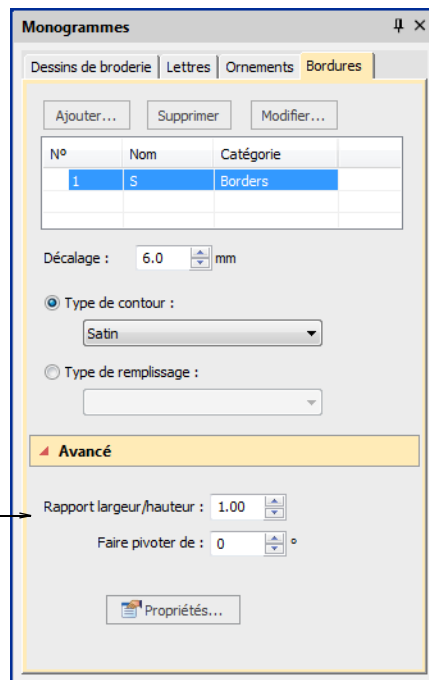 Monogrammes
Dessins de broderie Lettres Ornements Bordures
Ajouter... Supprimer Modifier...
Nº Nom Catégorie
1 S Borders
Décalage : 6.0 mm
Type de contour :
Satin
Type de remplissage :
Avancé
Rapport largeur/hauteur : 1.00
Faire pivoter de : 0 °
Propriétés...